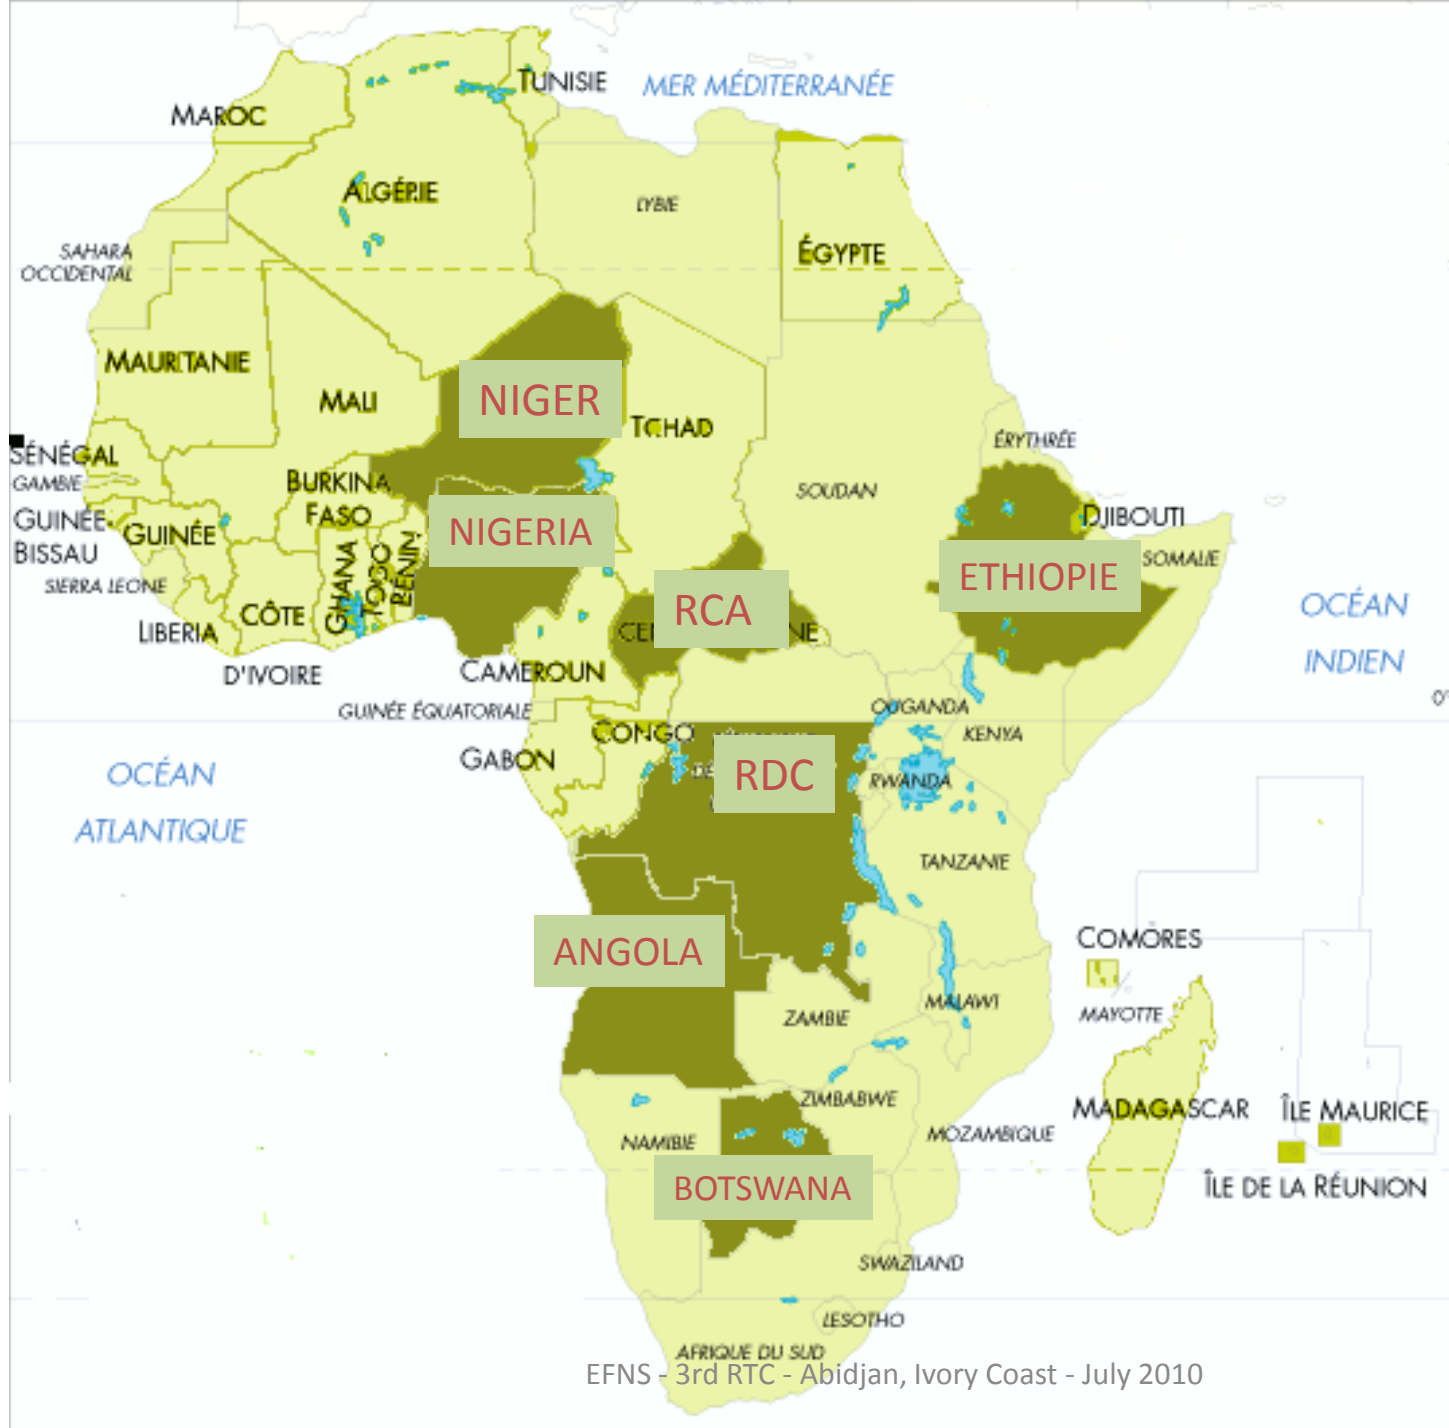 TUNISIE
MER MÉDITERRANÉE
MAROC
ALGÉRIE
LYBIE
SAHARA
OCCIDENTAL
ÉGYPTE
MAURITANIE
MALI
NIGER
TCHAD
ÉRYTHRÉE
SÉNÉGAL
GAMBIE
BURKINA
FASO
SOUDAN
GUINÉE-
BISSAU
GUINÉE
NIGERIA
DJIBOUTI
SOMALIE
SIERRA LEONE
GHANA
TOGO
BÉNIN
ETHIOPIE
LIBERIA
CÔTE
D'IVOIRE
RCA
OCÉAN
INDIEN
CAMEROUN
GUINÉE ÉQUATORIALE
OUGANDA
0°
CONGO
KENYA
GABON
RDC
RWANDA
OCÉAN
ATLANTIQUE
TANZANIE
ANGOLA
COMORES
MALAWI
ZAMBIE
MAYOTTE
ZIMBABWE
MADAGASCAR
ÎLE MAURICE
NAMIBIE
MOZAMBIQUE
BOTSWANA
ÎLE DE LA RÉUNION
SWAZILAND
LESOTHO
AFRIQUE DU SUD
EFNS - 3rd RTC - Abidjan, Ivory Coast - July 2010